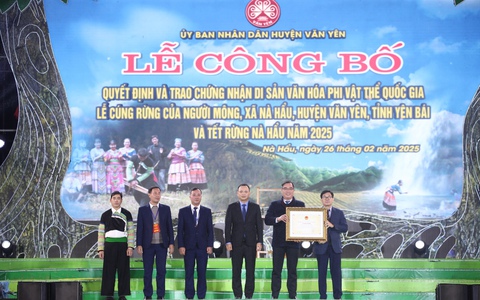 VĂN YÊN
ỦY BAN NHÂN DÂN HUYỆN VĂN YÊN
LỄ CÔNG BỐ
QUYẾT ĐỊNH VÀ TRAO CHỨNG NHẬN DI SẢN VĂN HÓA PHI VẬT THỂ QUỐC GIA
LỄ CÚNG RỪNG CỦA NGƯỜI MÔNG, XÃ NÀ HẨU, HUYỆN VĂN YÊN, TỈNH YÊN BÁI
VÀ TẾT RỪNG NÀ HẨU NĂM 2025
Nà Hẩu, ngày 26 tháng 02 năm 2025